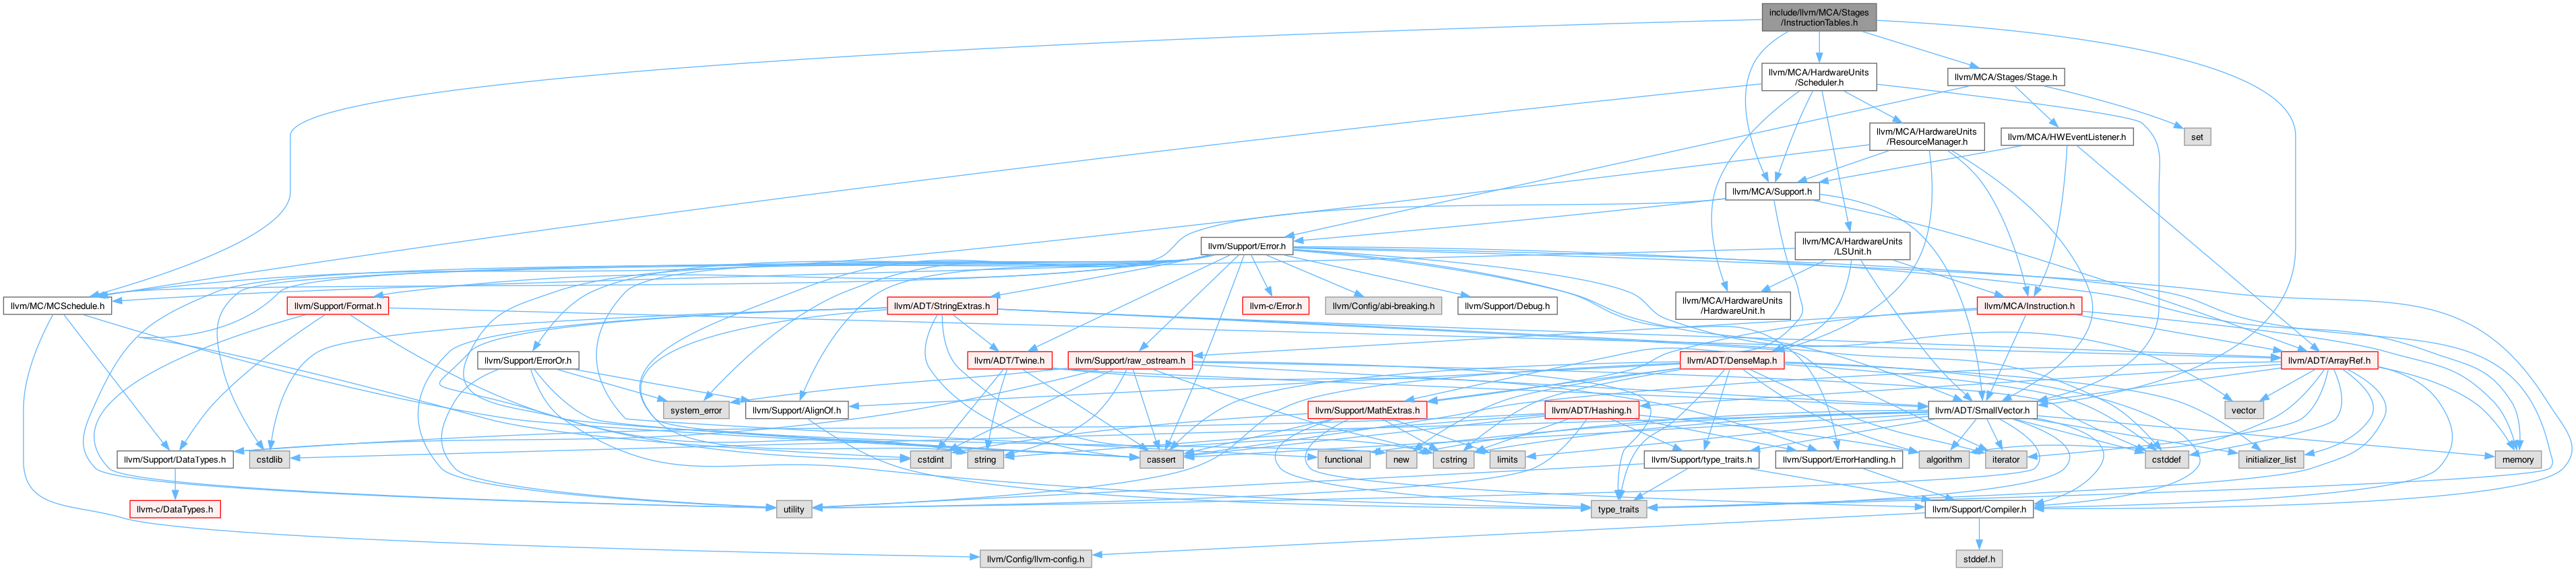 include/llvm/MCA/Stages
/InstructionTables.h
llvm/MCA/HardwareUnits
/Scheduler.h
llvm/MCA/Stages/Stage.h
llvm/MCA/HardwareUnits
/ResourceManager.h
llvm/MCA/HWEventListener.h
set
llvm/MCA/Support.h
llvm/Support/Error.h
llvm/MCA/HardwareUnits
/LSUnit.h
llvm/MC/MCSchedule.h
llvm/Support/Format.h
llvm/ADT/StringExtras.h
llvm-c/Error.h
llvm/Config/abi-breaking.h
llvm/Support/Debug.h
llvm/MCA/HardwareUnits
/HardwareUnit.h
llvm/MCA/Instruction.h
llvm/Support/ErrorOr.h
llvm/ADT/Twine.h
llvm/Support/raw_ostream.h
llvm/ADT/DenseMap.h
llvm/ADT/ArrayRef.h
system_error
llvm/Support/AlignOf.h
llvm/Support/MathExtras.h
llvm/ADT/Hashing.h
llvm/ADT/SmallVector.h
vector
llvm/Support/DataTypes.h
cstdlib
cstdint
string
cassert
functional
new
cstring
limits
llvm/Support/type_traits.h
llvm/Support/ErrorHandling.h
algorithm
iterator
cstddef
initializer_list
memory
llvm-c/DataTypes.h
utility
type_traits
llvm/Support/Compiler.h
llvm/Config/llvm-config.h
stddef.h